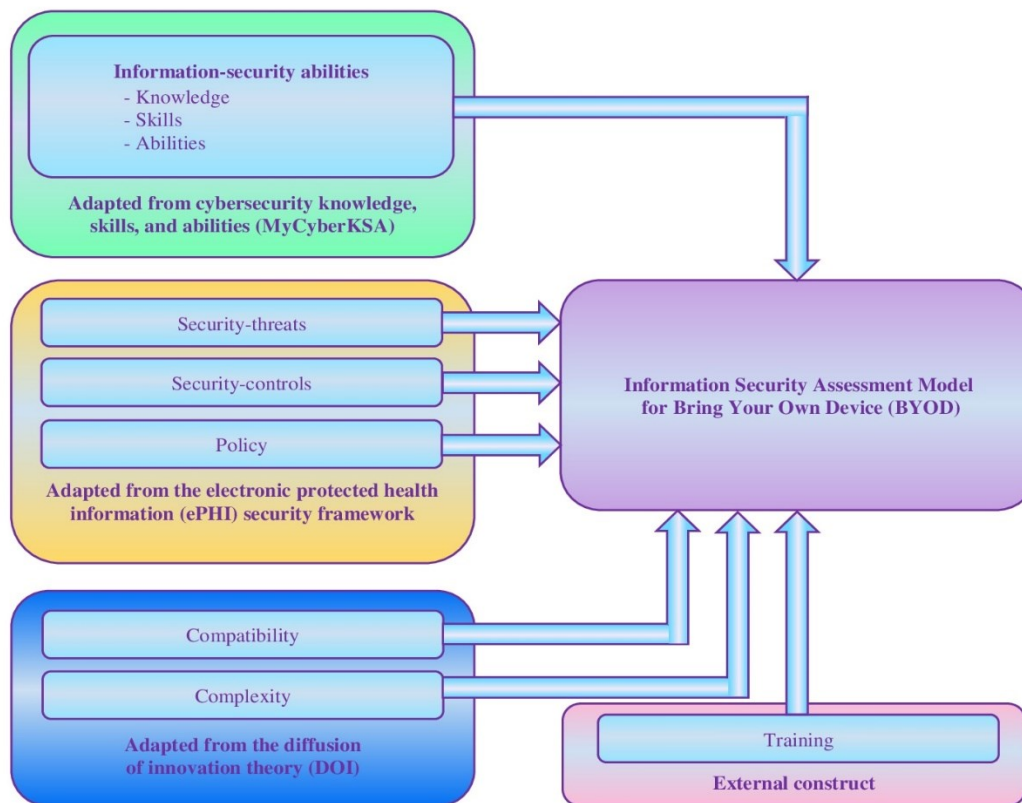 Information-security abilities
- Knowledge
- Skills
- Abilities
Adapted from cybersecurity knowledge,
skills, and abilities (MyCyberKSA)
Security-threats
Security-controls
Policy
Adapted from the electronic protected health
information (ePHI) security framework
Information Security Assessment Model
for Bring Your Own Device (BYOD)
Compatibility
Complexity
Adapted from the diffusion
of innovation theory (DOI)
Training
External construct